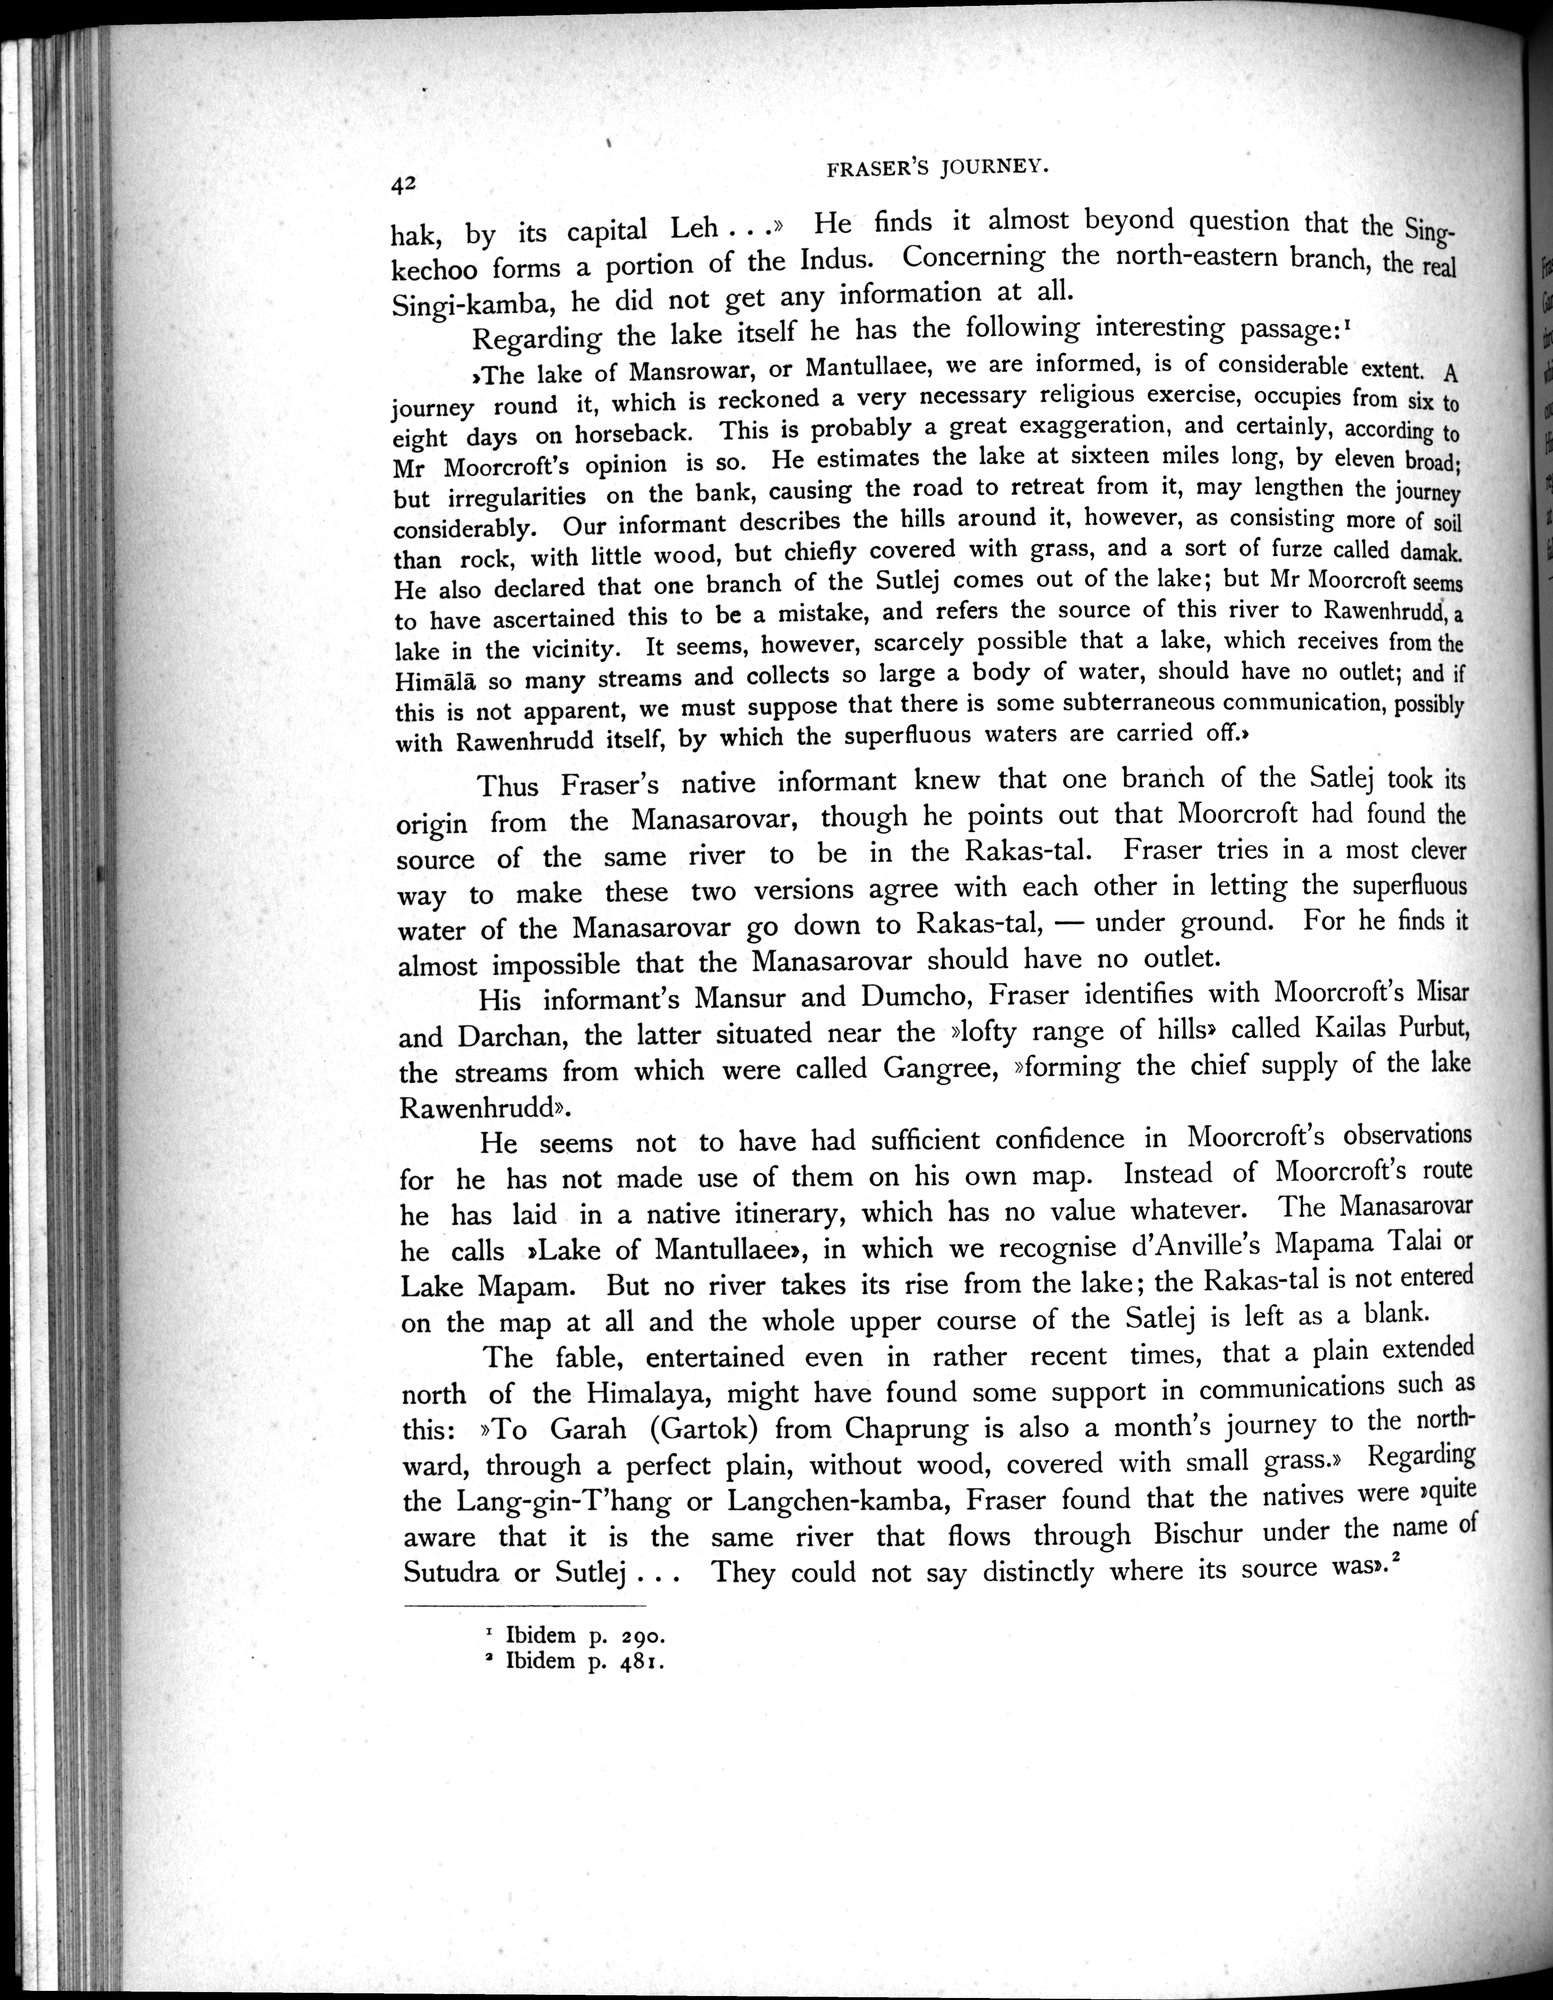 42
FRASER'S JOURNEY.
hak, by its capital Leh . . .» He finds it almost beyond question that the Sing-
kechoo forms a portion of the Indus. Concerning the north-eastern branch, the real
Singi-kamba, he did not get any information at all.
Regarding the lake itself he has the following interesting passage:¹
›The lake of Mansrowar, or Mantullaee, we are informed, is of considerable extent. A
journey round it, which is reckoned a very necessary religious exercise, occupies from six to
eight days on horseback. This is probably a great exaggeration, and certainly, according to
Mr Moorcroft's opinion is so. He estimates the lake at sixteen miles long, by eleven broad;
but irregularities on the bank, causing the road to retreat from it, may lengthen the journey
considerably. Our informant describes the hills around it, however, as consisting more of soil
than rock, with little wood, but chiefly covered with grass, and a sort of furze called damak.
He also declared that one branch of the Sutlej comes out of the lake; but Mr Moorcroft seems
to have ascertained this to be a mistake, and refers the source of this river to Rawenhrudd, a
lake in the vicinity. It seems, however, scarcely possible that a lake, which receives from the
Himālā so many streams and collects so large a body of water, should have no outlet; and if
this is not apparent, we must suppose that there is some subterraneous communication, possibly
with Rawenhrudd itself, by which the superfluous waters are carried off.›
Thus Fraser's native informant knew that one branch of the Satlej took its
origin from the Manasarovar, though he points out that Moorcroft had found the
source of the same river to be in the Rakas-tal. Fraser tries in a most clever
way to make these two versions agree with each other in letting the superfluous
water of the Manasarovar go down to Rakas-tal, — under ground. For he finds it
almost impossible that the Manasarovar should have no outlet.
His informant's Mansur and Dumcho, Fraser identifies with Moorcroft's Misar
and Darchan, the latter situated near the »lofty range of hills» called Kailas Purbut,
the streams from which were called Gangree, »forming the chief supply of the lake
Rawenhrudd».
He seems not to have had sufficient confidence in Moorcroft's observations
for he has not made use of them on his own map. Instead of Moorcroft's route
he has laid in a native itinerary, which has no value whatever. The Manasarovar
he calls »Lake of Mantullaee», in which we recognise d'Anville's Mapama Talai or
Lake Mapam. But no river takes its rise from the lake; the Rakas-tal is not entered
on the map at all and the whole upper course of the Satlej is left as a blank.
The fable, entertained even in rather recent times, that a plain extended
north of the Himalaya, might have found some support in communications such as
this: »To Garah (Gartok) from Chaprung is also a month's journey to the north-
ward, through a perfect plain, without wood, covered with small grass.» Regarding
the Lang-gin-T'hang or Langchen-kamba, Fraser found that the natives were »quite
aware that it is the same river that flows through Bischur under the name of
Sutudra or Sutlej . . . They could not say distinctly where its source was».²
¹ Ibidem p. 290.
² Ibidem p. 481.